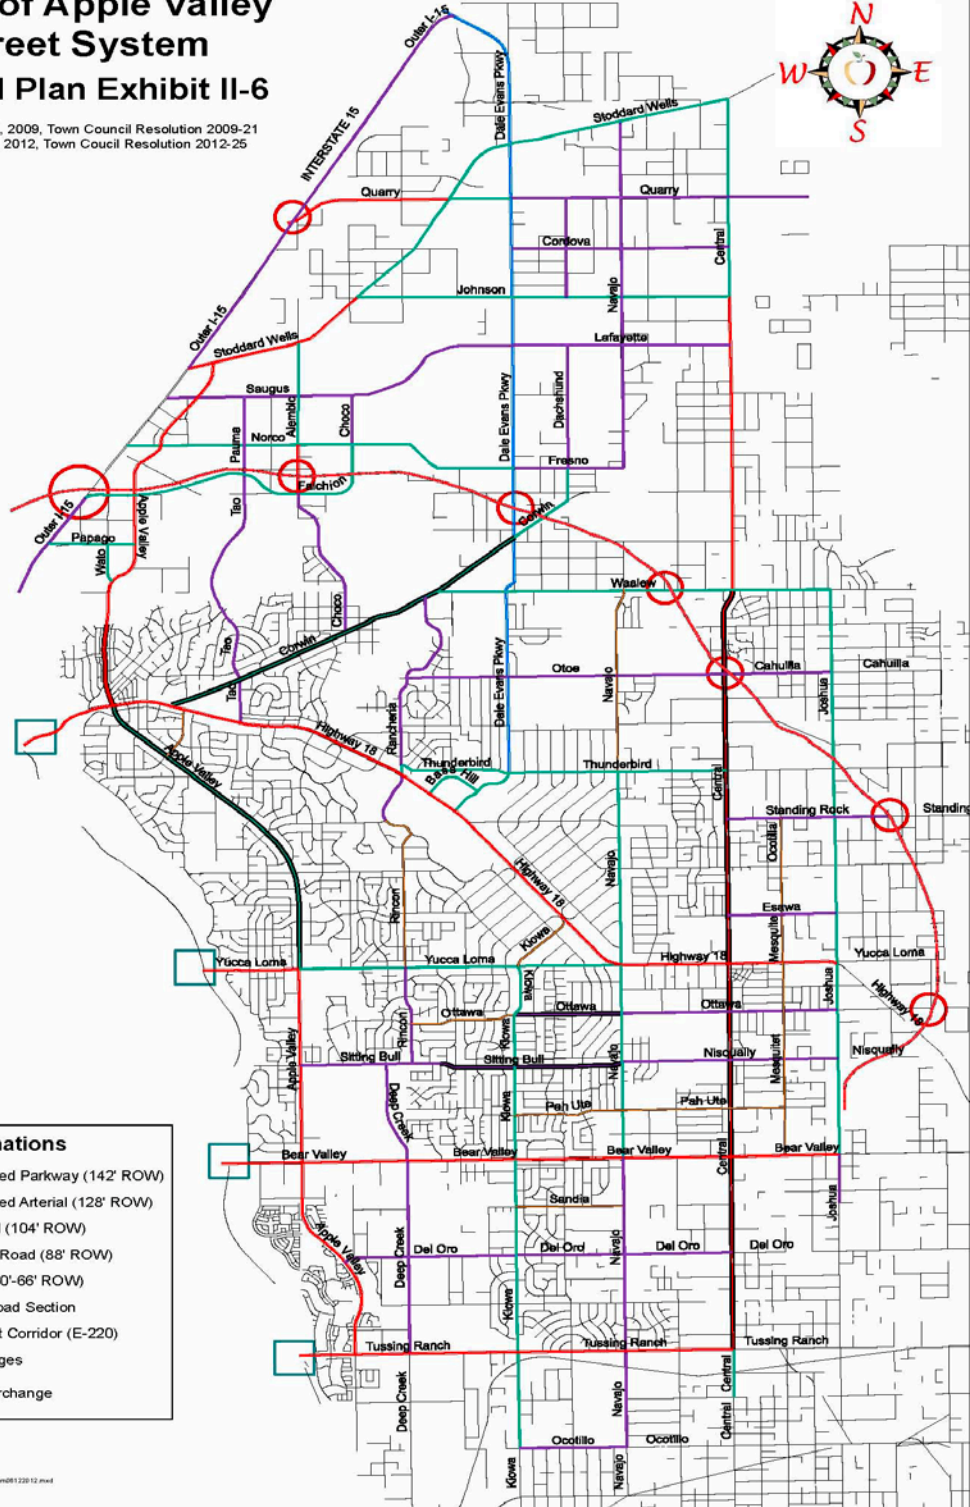 of Apple Valley
reet System
l Plan Exhibit II-6
, 2009, Town Council Resolution 2009-21
2012, Town Coucil Resolution 2012-25
N
W E
S
Outer I-15
INTERSTATE 15
Dale Evans Pkwy
Stoddard Wells
Quarry
Quarry
Cordova
Central
Johnson
Navajo
Outer I-15
Stoddard Wells
Lafayette
Saugus
Pauma
Alembic
Choco
Dale Evans Pkwy
Dachshund
Norco
Fresno
Falchion
Tao
Corwin
Outer I-15
Apple Valley
Papago
Wato
Waalew
Choco
Tao
Corwin
Tao
Otoe
Dale Evans Pkwy
Navajo
Cahuilla
Cahuilla
Joshua
Rancheria
Highway 18
Apple Valley
Thunderbird
Bass Hill
Thunderbird
Central
Standing Rock
Standing
Ocotilla
Highway 18
Navajo
Rincon
Esawa
Mesquite
Kiowa
Yucca Loma
Yucca Loma
Highway 18
Yucca Loma
Kiowa
Joshua
Highway 18
Ottawa
Ottawa
Ottawa
Rincon
Kiowa
Apple Valley
Sitting Bull
Sitting Bull
Navajo
Nisqually
Mesquitet
Nisqually
Deep Creek
Kiowa
Pah Ute
Pah Ute
Bear Valley
Bear Valley
Bear Valley
Central
Bear Valley
Joshua
Sandia
Apple Valley
Deep Creek
Del Oro
Del Oro
Navajo
Del Oro
Del Oro
Kiowa
Tussing Ranch
Tussing Ranch
Tussing Ranch
Deep Creek
Navajo
Central
Central
Ocotillo
Ocotillo
Kiowa
Navajo
nations
ed Parkway (142' ROW)
ed Arterial (128' ROW)
(104' ROW)
Road (88' ROW)
0'-66' ROW)
oad Section
t Corridor (E-220)
ges
rchange
m08122012.mxd